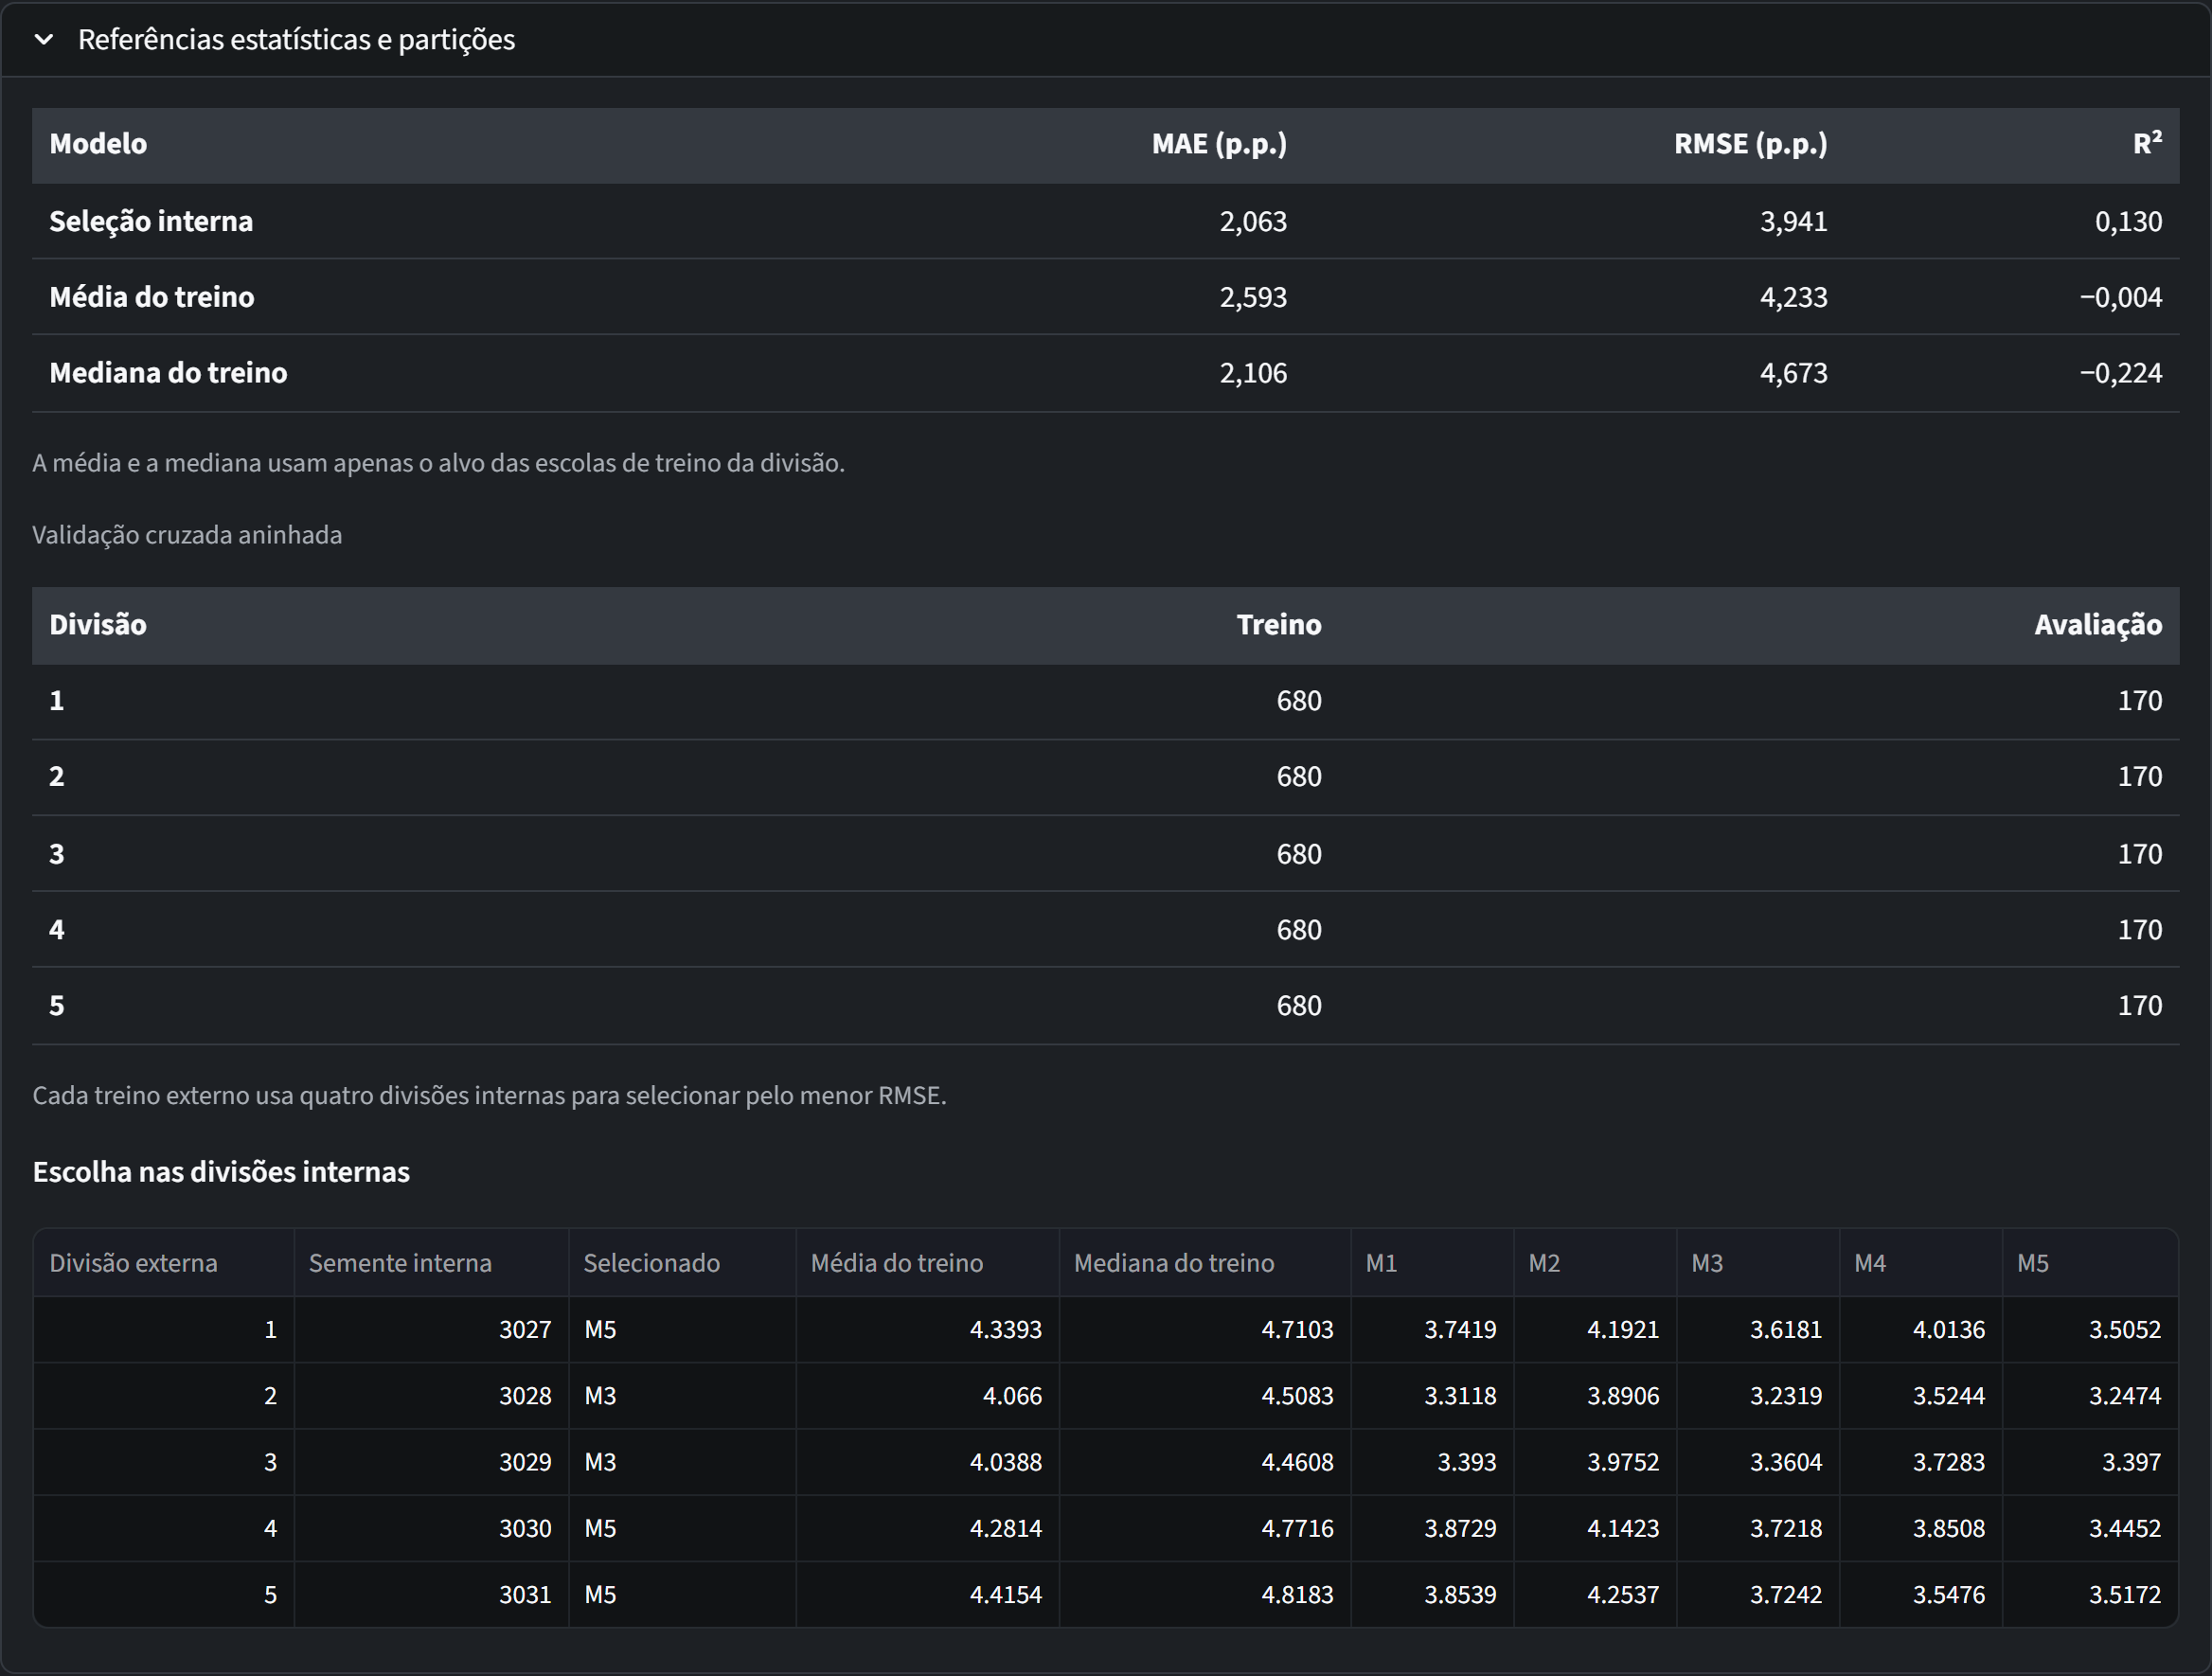 Referências estatísticas e partições
Modelo MAE (p.p.) RMSE (p.p.) R²
Seleção interna 2,063 3,941 0,130
Média do treino 2,593 4,233 −0,004
Mediana do treino 2,106 4,673 −0,224
A média e a mediana usam apenas o alvo das escolas de treino da divisão.
Validação cruzada aninhada
Divisão Treino Avaliação
1 680 170
2 680 170
3 680 170
4 680 170
5 680 170
Cada treino externo usa quatro divisões internas para selecionar pelo menor RMSE.
Escolha nas divisões internas
Divisão externa Semente interna Selecionado Média do treino Mediana do treino M1 M2 M3 M4 M5
1 3027 M5 4.3393 4.7103 3.7419 4.1921 3.6181 4.0136 3.5052
2 3028 M3 4.066 4.5083 3.3118 3.8906 3.2319 3.5244 3.2474
3 3029 M3 4.0388 4.4608 3.393 3.9752 3.3604 3.7283 3.397
4 3030 M5 4.2814 4.7716 3.8729 4.1423 3.7218 3.8508 3.4452
5 3031 M5 4.4154 4.8183 3.8539 4.2537 3.7242 3.5476 3.5172